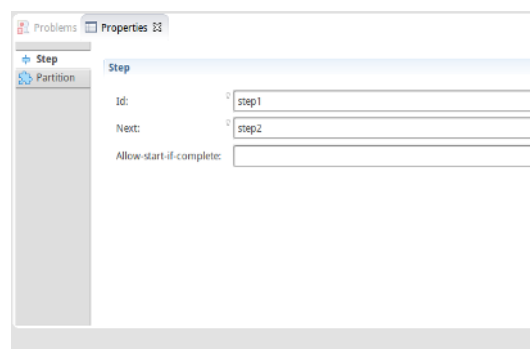 Problems Properties
Step
Partition
Step
Id: step1
Next: step2
Allow-start-if-complete: